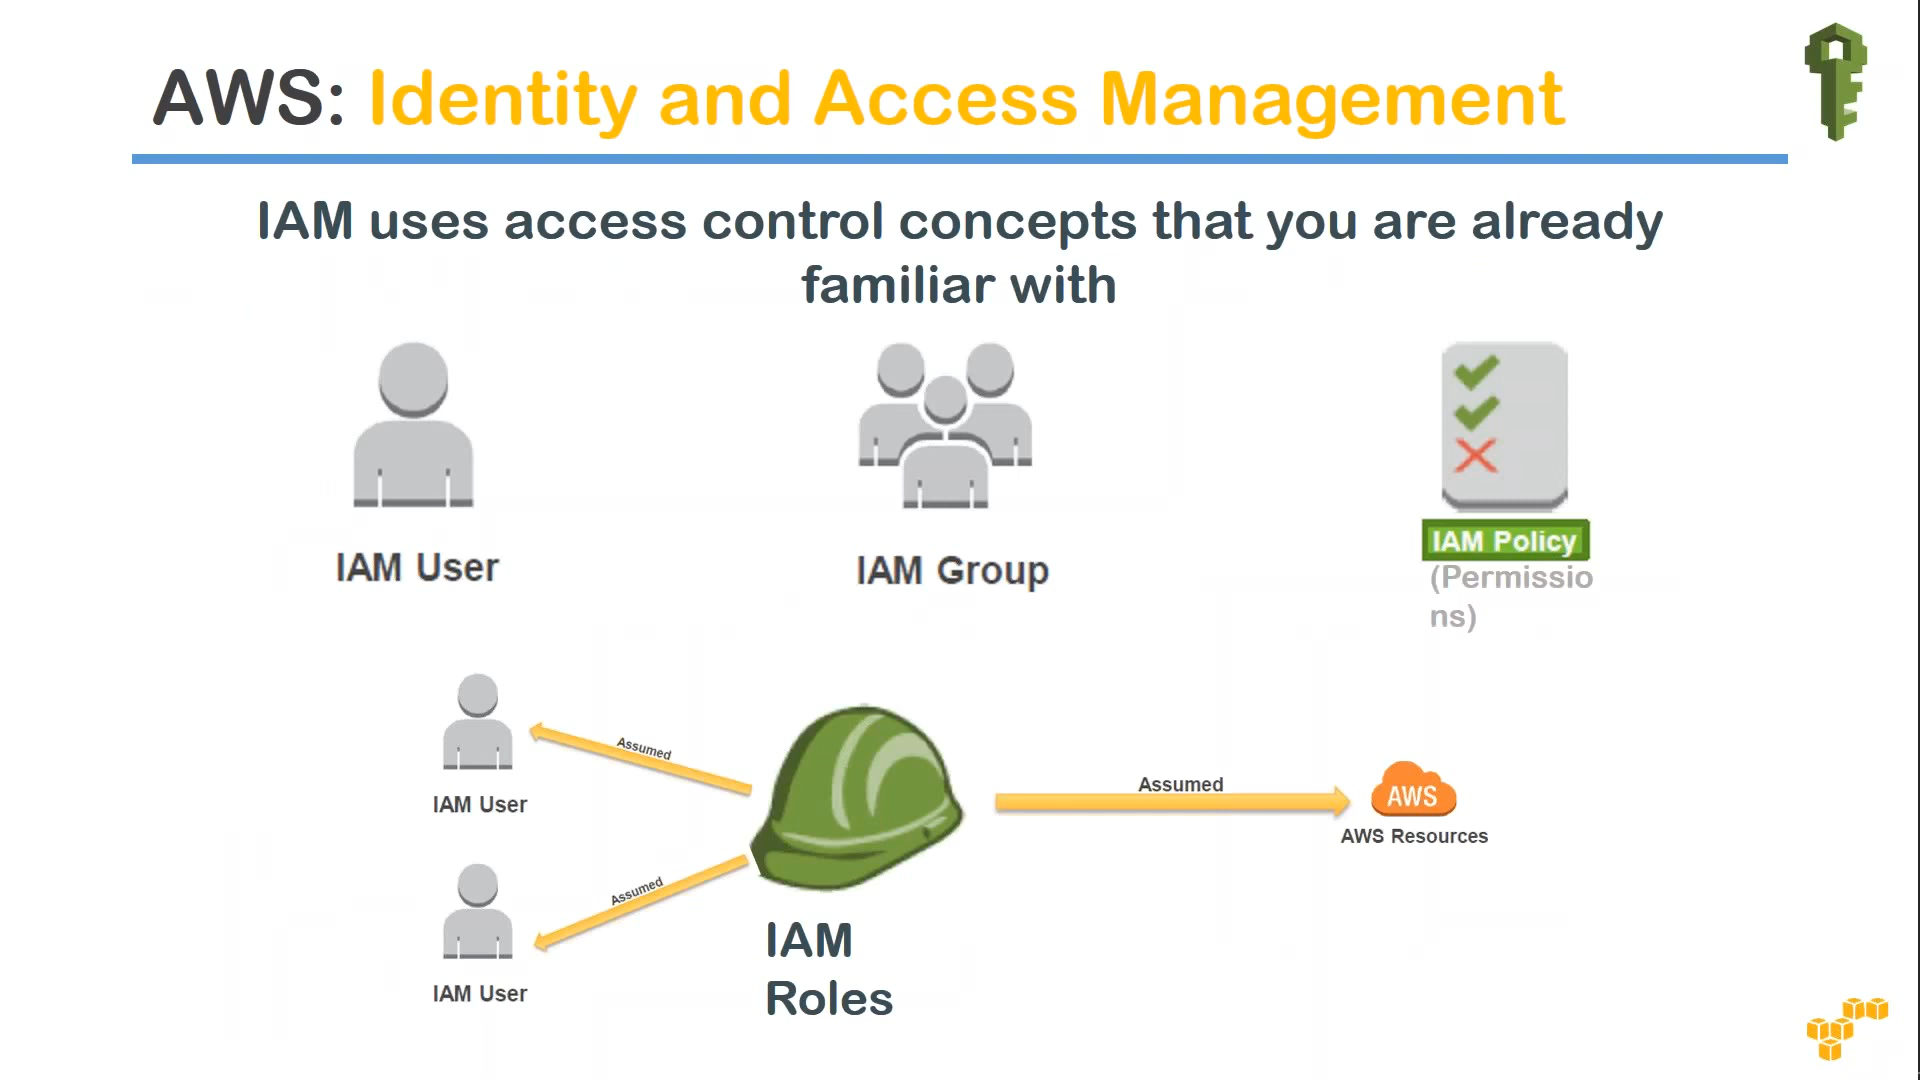 AWS: Identity and Access Management
IAM uses access control concepts that you are already
familiar with
IAM User
IAM Group
IAM Policy
(Permissio
ns)
Assumed
IAM User
Assumed
AWS
AWS Resources
Assumed
IAM User
IAM
Roles